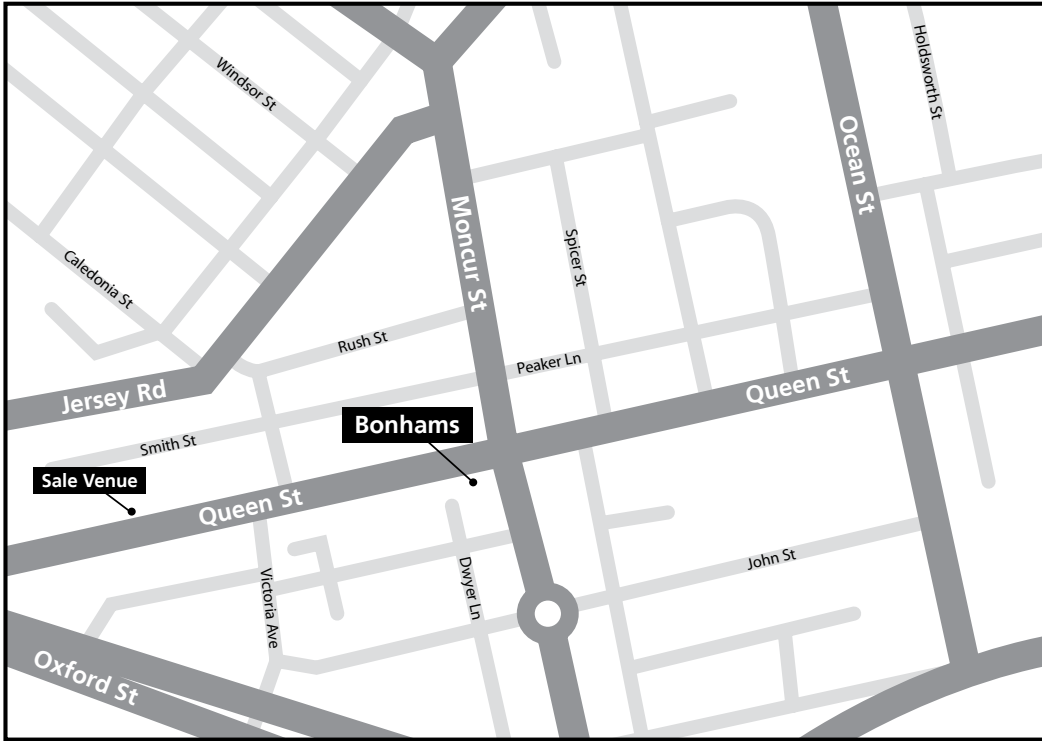 Windsor St
Holdsworth St
Ocean St
Moncur St
Spicer St
Caledonia St
Rush St
Peaker Ln
Jersey Rd
Queen St
Bonhams
Smith St
Sale Venue
Queen St
John St
Victoria Ave
Dwyer Ln
Oxford St